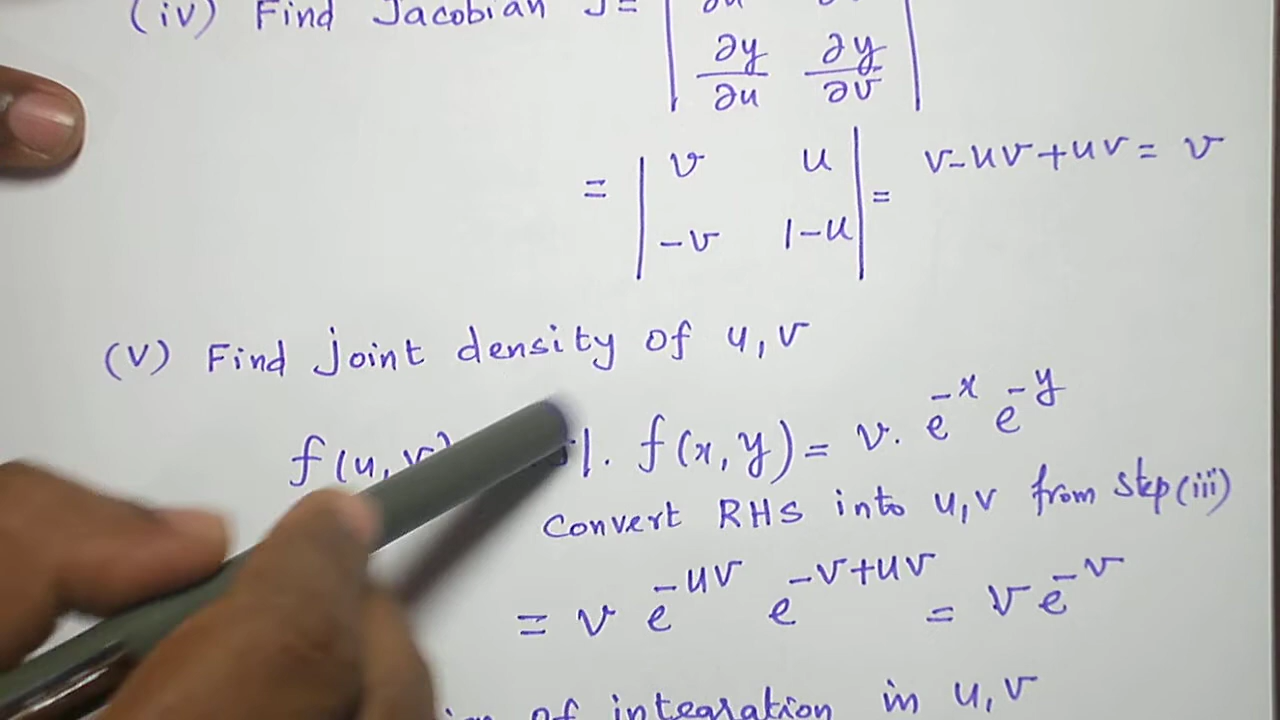 (iv) Find Jacobian J = | ∂u
∂y/∂u ∂y/∂v |
= | v u | = v-uv+uv = v
| -v 1-u |
(v) Find joint density of u,v
f(u,v) |. f(x,y) = v. e^-x e^-y
Convert RHS into u,v from step(iii)
= v e^-uv e^-v+uv = v e^-v
of integration in u,v